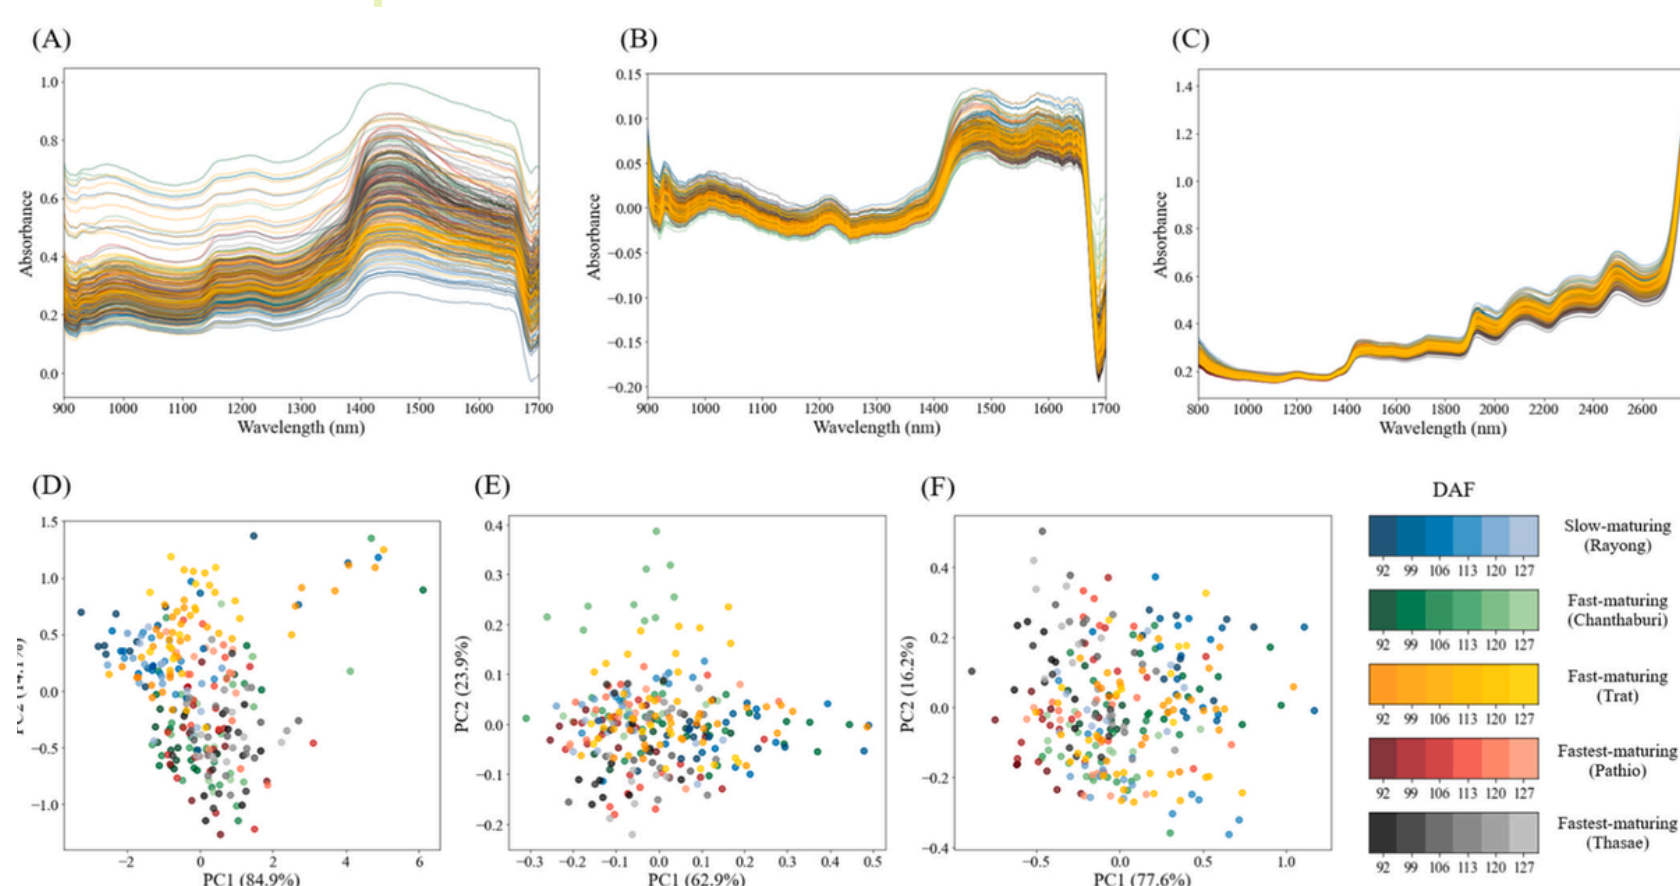 (A)
(B)
(C)
1.0
0.8
0.6
0.4
0.2
0.0
Absorbance
900 1000 1100 1200 1300 1400 1500 1600 1700
Wavelength (nm)
0.15
0.10
0.05
0.00
−0.05
−0.10
−0.15
−0.20
Absorbance
900 1000 1100 1200 1300 1400 1500 1600 1700
Wavelength (nm)
1.4
1.2
1.0
0.8
0.6
0.4
0.2
Absorbance
800 1000 1200 1400 1600 1800 2000 2200 2400 2600
Wavelength (nm)
(D)
(E)
(F)
1.5
1.0
0.5
0.0
−0.5
−1.0
PC2 (14.1%)
−2 0 2 4 6
PC1 (84.9%)
0.4
0.3
0.2
0.1
0.0
−0.1
−0.2
PC2 (23.9%)
−0.3 −0.2 −0.1 0.0 0.1 0.2 0.3 0.4 0.5
PC1 (62.9%)
0.4
0.2
0.0
−0.2
−0.4
PC2 (16.2%)
−0.5 0.0 0.5 1.0
PC1 (77.6%)
DAF
Slow-maturing
(Rayong)
92 99 106 113 120 127
Fast-maturing
(Chanthaburi)
92 99 106 113 120 127
Fast-maturing
(Trat)
92 99 106 113 120 127
Fastest-maturing
(Pathio)
92 99 106 113 120 127
Fastest-maturing
(Thasae)
92 99 106 113 120 127